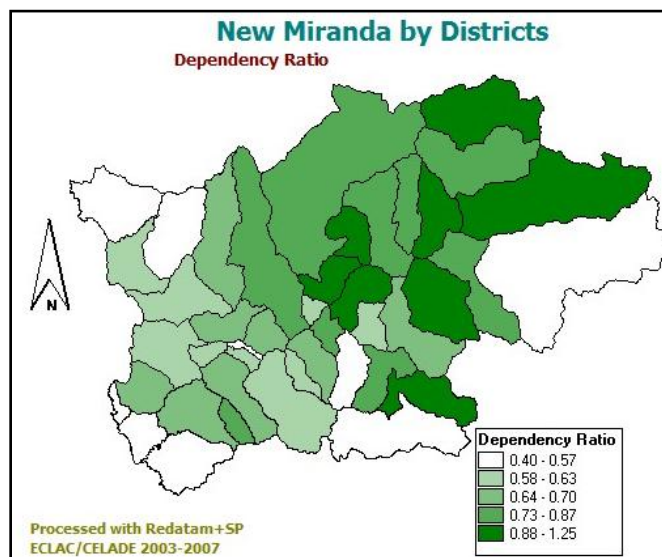 New Miranda by Districts
Dependency Ratio
N
Dependency Ratio
0.40 - 0.57
0.58 - 0.63
0.64 - 0.70
0.73 - 0.87
0.88 - 1.25
Processed with Redatam+SP
ECLAC/CELADE 2003-2007